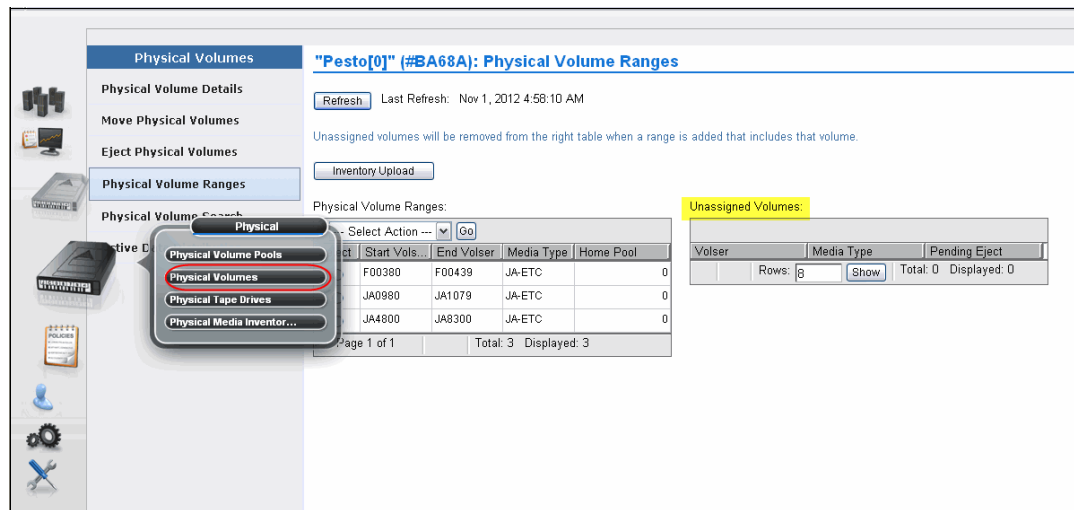 Physical Volumes
Physical Volume Details
Move Physical Volumes
Eject Physical Volumes
Physical Volume Ranges
Physical Volume
Physical
Physical Volume Pools
Physical Volumes
Physical Tape Drives
Physical Media Inventor...
POLICIES
"Pesto[0]" (#BA68A): Physical Volume Ranges
Refresh Last Refresh: Nov 1, 2012 4:58:10 AM
Unassigned volumes will be removed from the right table when a range is added that includes that volume.
Inventory Upload
Physical Volume Ranges:
Select Action --- Go
Start Vols... End Volser Media Type Home Pool
F00380 F00439 JA-ETC 0
JA0980 JA1079 JA-ETC 0
JA4800 JA8300 JA-ETC 0
Page 1 of 1 Total: 3 Displayed: 3
Unassigned Volumes:
Volser Media Type Pending Eject
Rows: 8 Show Total: 0 Displayed: 0